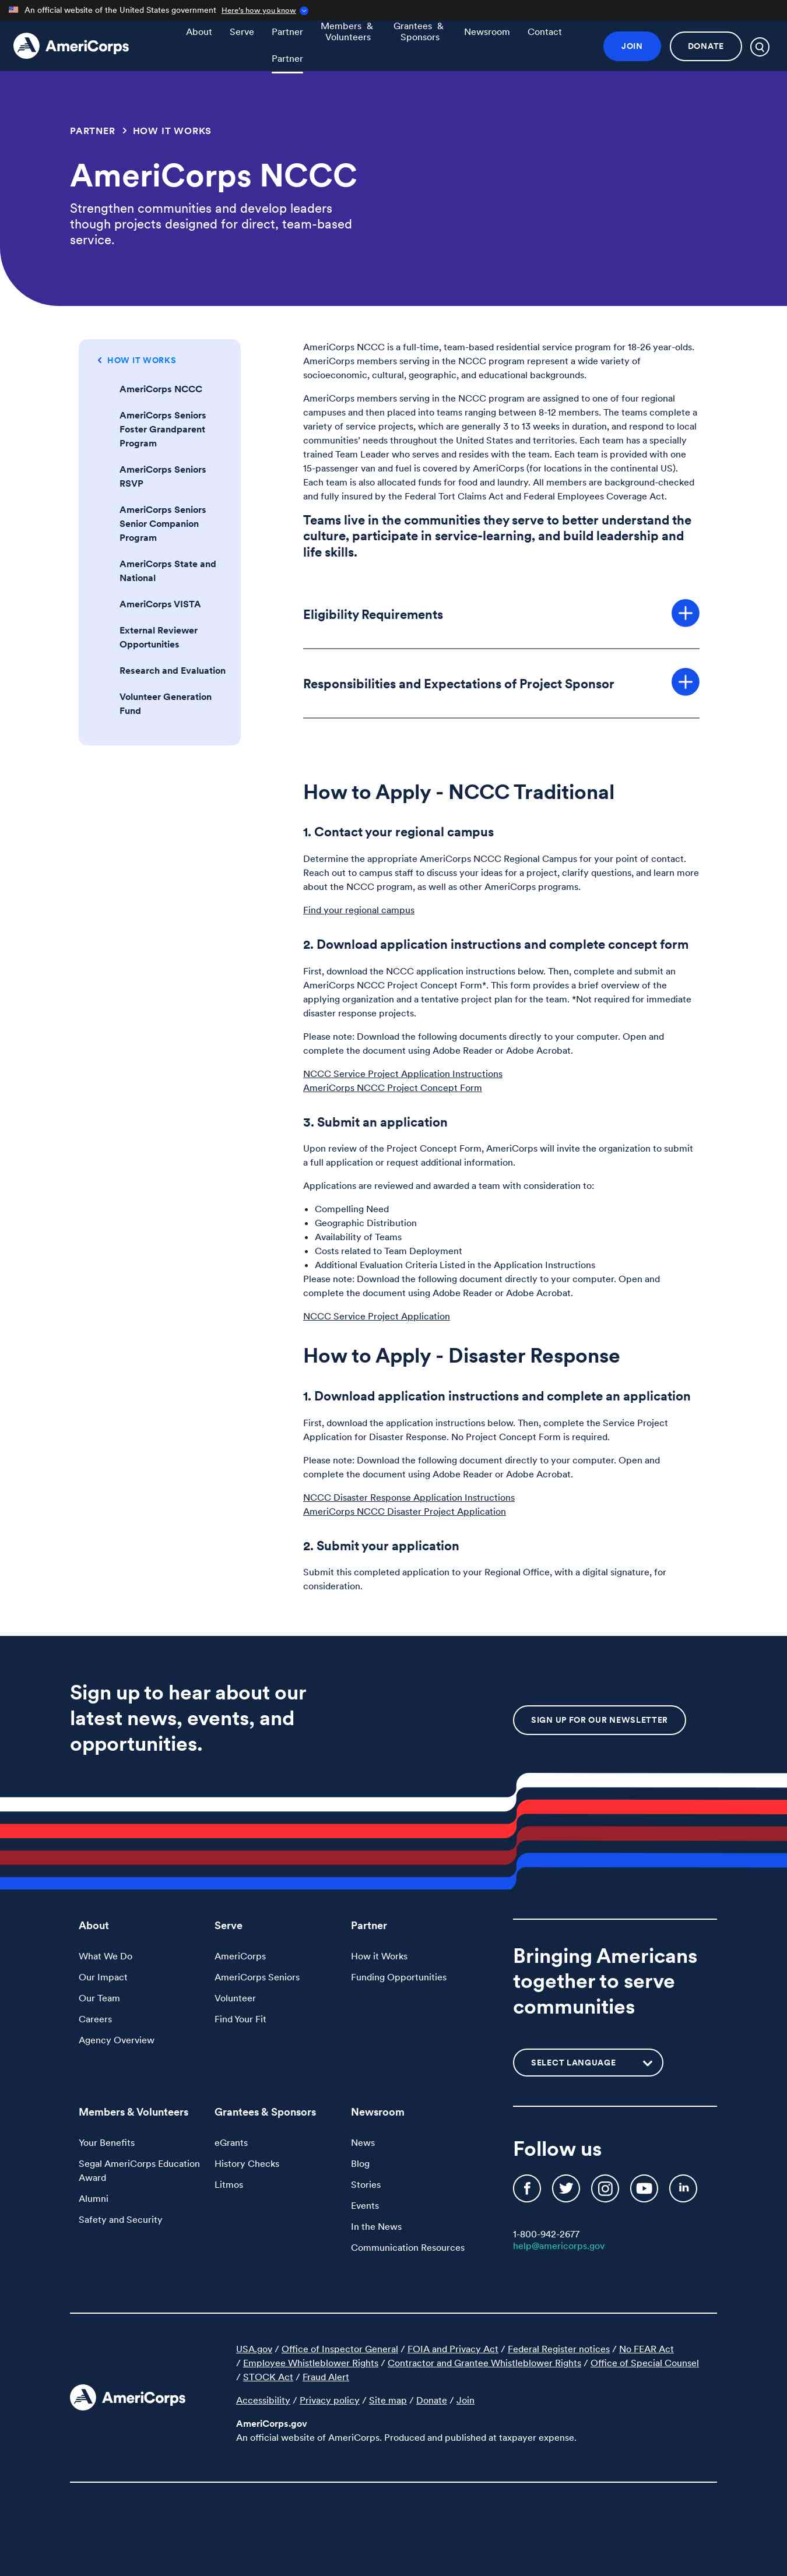 An official website of the United States government Here's how you know
AmeriCorps
About
Serve
Partner
Members &
Volunteers
Grantees &
Sponsors
Newsroom
Contact
Partner
JOIN
DONATE
PARTNER > HOW IT WORKS
AmeriCorps NCCC
Strengthen communities and develop leaders
though projects designed for direct, team-based
service.
HOW IT WORKS
AmeriCorps NCCC
AmeriCorps Seniors
Foster Grandparent
Program
AmeriCorps Seniors
RSVP
AmeriCorps Seniors
Senior Companion
Program
AmeriCorps State and
National
AmeriCorps VISTA
External Reviewer
Opportunities
Research and Evaluation
Volunteer Generation
Fund
AmeriCorps NCCC is a full-time, team-based residential service program for 18-26 year-olds.
AmeriCorps members serving in the NCCC program represent a wide variety of
socioeconomic, cultural, geographic, and educational backgrounds.
AmeriCorps members serving in the NCCC program are assigned to one of four regional
campuses and then placed into teams ranging between 8-12 members. The teams complete a
variety of service projects, which are generally 3 to 13 weeks in duration, and respond to local
communities' needs throughout the United States and territories. Each team has a specially
trained Team Leader who serves and resides with the team. Each team is provided with one
15-passenger van and fuel is covered by AmeriCorps (for locations in the continental US).
Each team is also allocated funds for food and laundry. All members are background-checked
and fully insured by the Federal Tort Claims Act and Federal Employees Coverage Act.
Teams live in the communities they serve to better understand the
culture, participate in service-learning, and build leadership and
life skills.
Eligibility Requirements
Responsibilities and Expectations of Project Sponsor
How to Apply - NCCC Traditional
1. Contact your regional campus
Determine the appropriate AmeriCorps NCCC Regional Campus for your point of contact.
Reach out to campus staff to discuss your ideas for a project, clarify questions, and learn more
about the NCCC program, as well as other AmeriCorps programs.
Find your regional campus
2. Download application instructions and complete concept form
First, download the NCCC application instructions below. Then, complete and submit an
AmeriCorps NCCC Project Concept Form*. This form provides a brief overview of the
applying organization and a tentative project plan for the team. *Not required for immediate
disaster response projects.
Please note: Download the following documents directly to your computer. Open and
complete the document using Adobe Reader or Adobe Acrobat.
NCCC Service Project Application Instructions
AmeriCorps NCCC Project Concept Form
3. Submit an application
Upon review of the Project Concept Form, AmeriCorps will invite the organization to submit
a full application or request additional information.
Applications are reviewed and awarded a team with consideration to:
• Compelling Need
• Geographic Distribution
• Availability of Teams
• Costs related to Team Deployment
• Additional Evaluation Criteria Listed in the Application Instructions
Please note: Download the following document directly to your computer. Open and
complete the document using Adobe Reader or Adobe Acrobat.
NCCC Service Project Application
How to Apply - Disaster Response
1. Download application instructions and complete an application
First, download the application instructions below. Then, complete the Service Project
Application for Disaster Response. No Project Concept Form is required.
Please note: Download the following document directly to your computer. Open and
complete the document using Adobe Reader or Adobe Acrobat.
NCCC Disaster Response Application Instructions
AmeriCorps NCCC Disaster Project Application
2. Submit your application
Submit this completed application to your Regional Office, with a digital signature, for
consideration.
Sign up to hear about our
latest news, events, and
opportunities.
SIGN UP FOR OUR NEWSLETTER
About
What We Do
Our Impact
Our Team
Careers
Agency Overview
Serve
AmeriCorps
AmeriCorps Seniors
Volunteer
Find Your Fit
Partner
How it Works
Funding Opportunities
Bringing Americans
together to serve
communities
SELECT LANGUAGE
Members & Volunteers
Your Benefits
Segal AmeriCorps Education
Award
Alumni
Safety and Security
Grantees & Sponsors
eGrants
History Checks
Litmos
Newsroom
News
Blog
Stories
Events
In the News
Communication Resources
Follow us
1-800-942-2677
help@americorps.gov
AmeriCorps
USA.gov / Office of Inspector General / FOIA and Privacy Act / Federal Register notices / No FEAR Act
/ Employee Whistleblower Rights / Contractor and Grantee Whistleblower Rights / Office of Special Counsel
/ STOCK Act / Fraud Alert
Accessibility / Privacy policy / Site map / Donate / Join
AmeriCorps.gov
An official website of AmeriCorps. Produced and published at taxpayer expense.